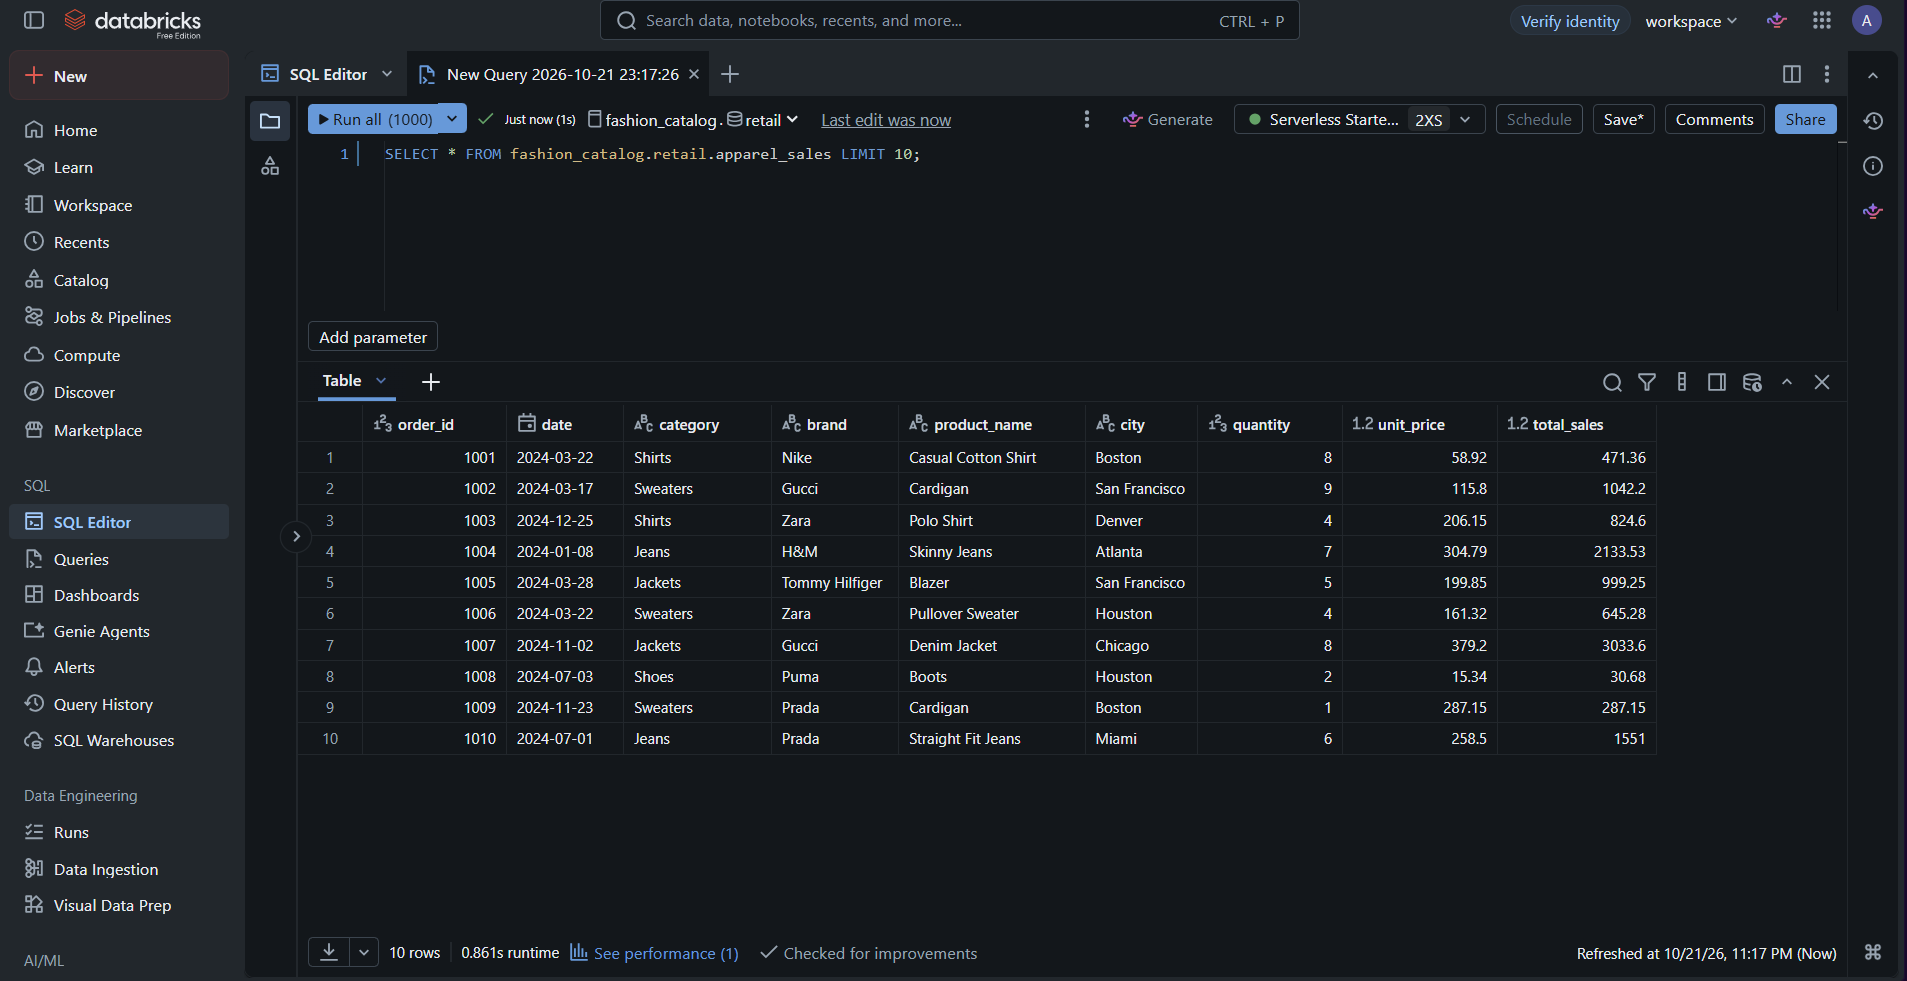 databricks
Free Edition
Search data, notebooks, recents, and more...
CTRL + P
Verify identity
workspace
A
New
Home
Learn
Workspace
Recents
Catalog
Jobs & Pipelines
Compute
Discover
Marketplace
SQL
SQL Editor
Queries
Dashboards
Genie Agents
Alerts
Query History
SQL Warehouses
Data Engineering
Runs
Data Ingestion
Visual Data Prep
AI/ML
SQL Editor
New Query 2026-10-21 23:17:26
Run all (1000)
Just now (1s)
fashion_catalog. retail
Last edit was now
Generate
Serverless Starte... 2XS
Schedule
Save*
Comments
Share
1 SELECT * FROM fashion_catalog.retail.apparel_sales LIMIT 10;
Add parameter
Table
order_id date category brand product_name city quantity 1.2 unit_price 1.2 total_sales
1 1001 2024-03-22 Shirts Nike Casual Cotton Shirt Boston 8 58.92 471.36
2 1002 2024-03-17 Sweaters Gucci Cardigan San Francisco 9 115.8 1042.2
3 1003 2024-12-25 Shirts Zara Polo Shirt Denver 4 206.15 824.6
4 1004 2024-01-08 Jeans H&M Skinny Jeans Atlanta 7 304.79 2133.53
5 1005 2024-03-28 Jackets Tommy Hilfiger Blazer San Francisco 5 199.85 999.25
6 1006 2024-03-22 Sweaters Zara Pullover Sweater Houston 4 161.32 645.28
7 1007 2024-11-02 Jackets Gucci Denim Jacket Chicago 8 379.2 3033.6
8 1008 2024-07-03 Shoes Puma Boots Houston 2 15.34 30.68
9 1009 2024-11-23 Sweaters Prada Cardigan Boston 1 287.15 287.15
10 1010 2024-07-01 Jeans Prada Straight Fit Jeans Miami 6 258.5 1551
10 rows
0.861s runtime
See performance (1)
Checked for improvements
Refreshed at 10/21/26, 11:17 PM (Now)